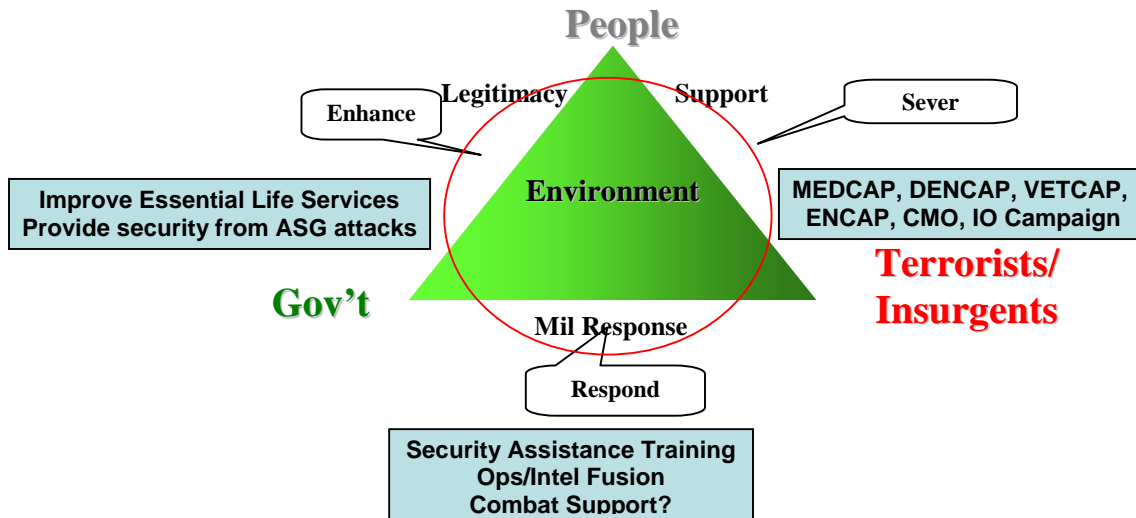 People
Legitimacy
Support
Enhance
Sever
Environment
Improve Essential Life Services
Provide security from ASG attacks
MEDCAP, DENCAP, VETCAP,
ENCAP, CMO, IO Campaign
Gov't
Terrorists/
Insurgents
Mil Response
Respond
Security Assistance Training
Ops/Intel Fusion
Combat Support?